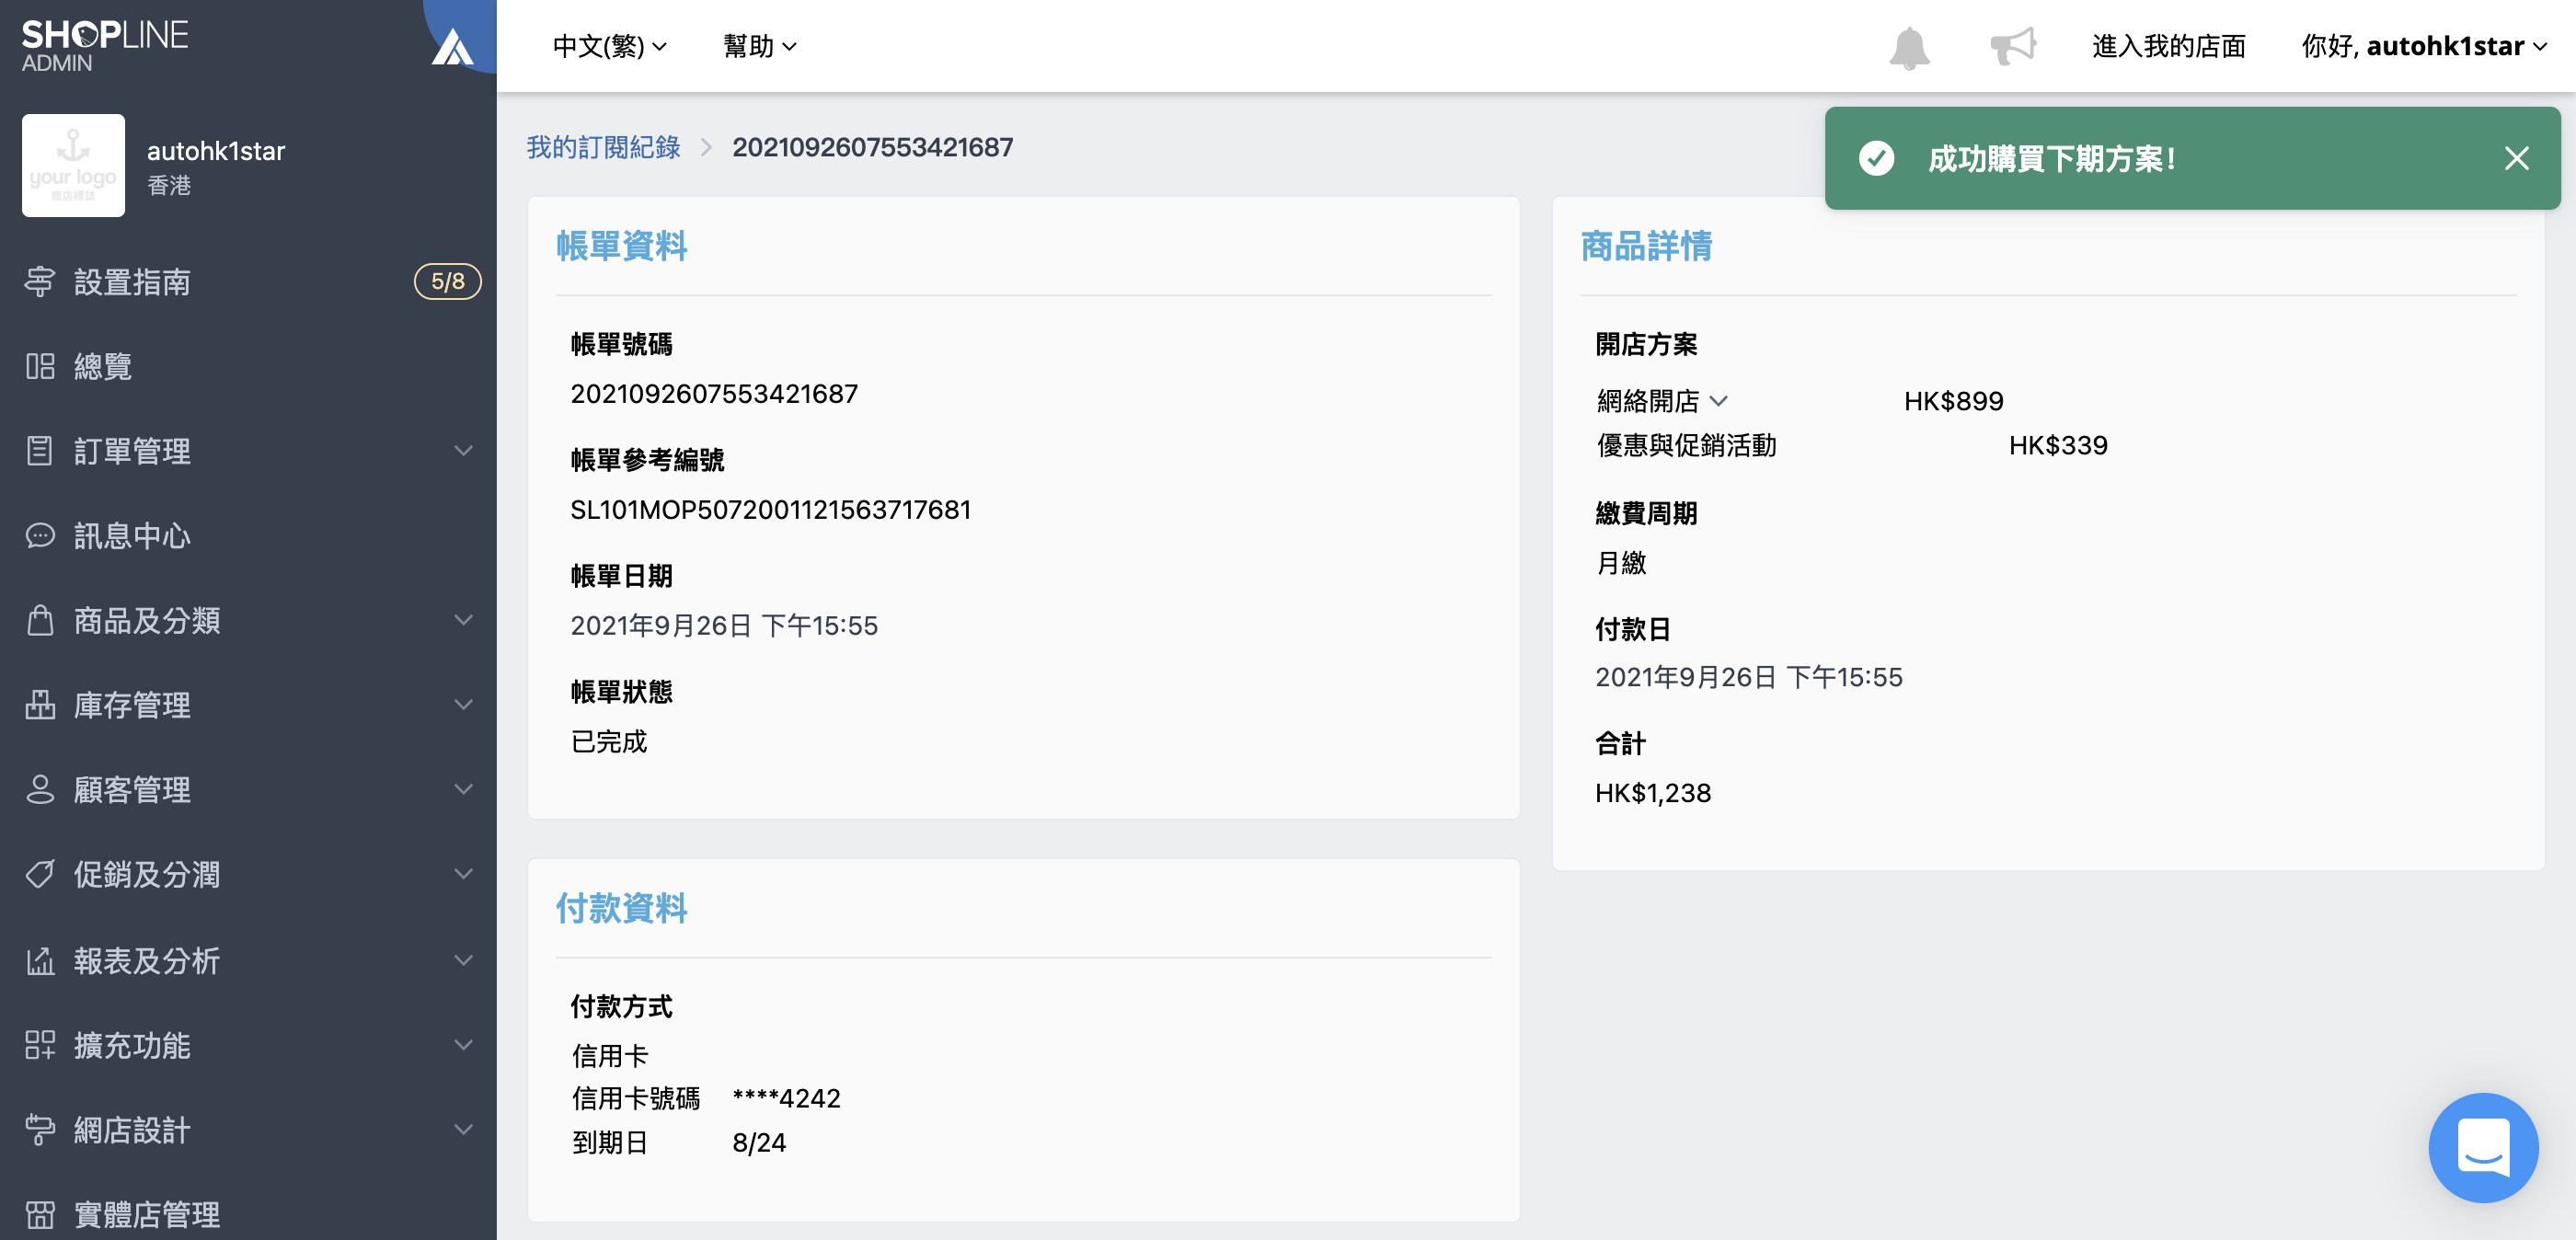 SHOPLINE
ADMIN
中文(繁)
幫助
進入我的店面
你好, autohk1star
your logo
商店標誌
autohk1star
香港
設置指南
5/8
總覽
訂單管理
訊息中心
商品及分類
庫存管理
顧客管理
促銷及分潤
報表及分析
擴充功能
網店設計
實體店管理
我的訂閱紀錄
2021092607553421687
成功購買下期方案!
帳單資料
帳單號碼
2021092607553421687
帳單參考編號
SL101MOP5072001121563717681
帳單日期
2021年9月26日 下午15:55
帳單狀態
已完成
付款資料
付款方式
信用卡
信用卡號碼 ****4242
到期日 8/24
商品詳情
開店方案
網絡開店 HK$899
優惠與促銷活動 HK$339
繳費周期
月繳
付款日
2021年9月26日 下午15:55
合計
HK$1,238